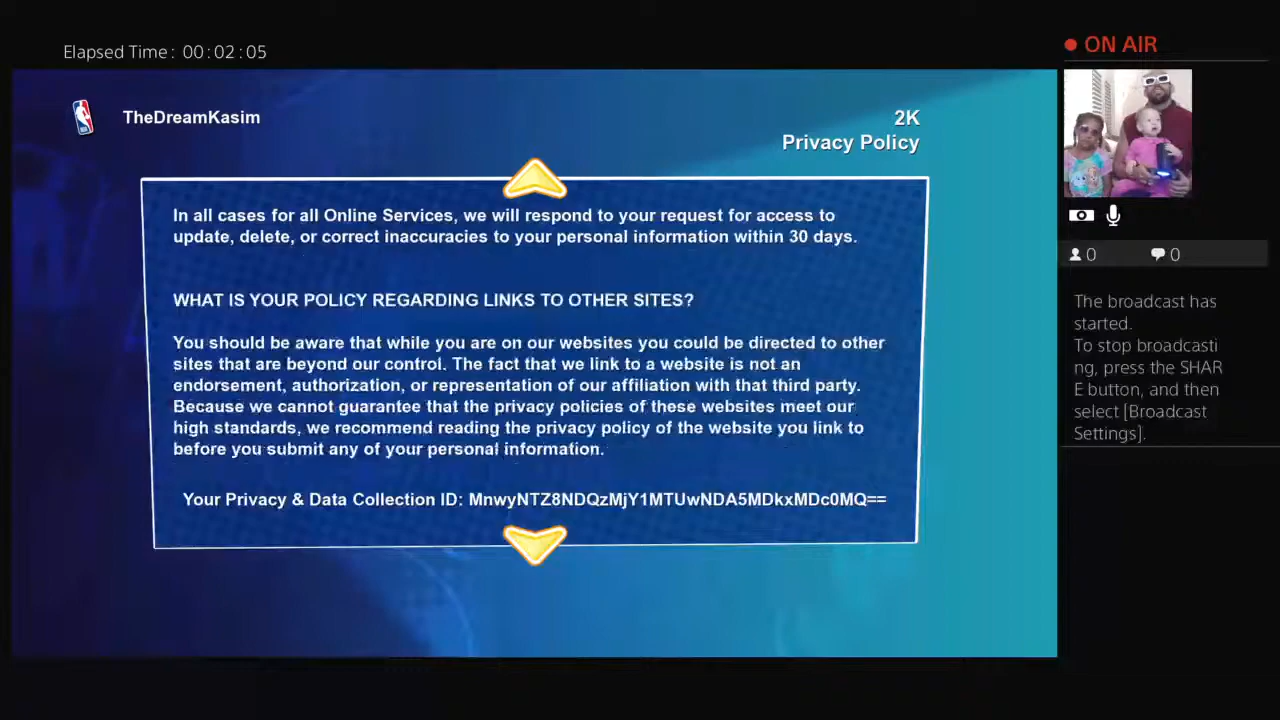 Elapsed Time: 00:02:05
ON AIR
TheDreamKasim
2K
Privacy Policy
In all cases for all Online Services, we will respond to your request for access to
update, delete, or correct inaccuracies to your personal information within 30 days.
WHAT IS YOUR POLICY REGARDING LINKS TO OTHER SITES?
You should be aware that while you are on our websites you could be directed to other
sites that are beyond our control. The fact that we link to a website is not an
endorsement, authorization, or representation of our affiliation with that third party.
Because we cannot guarantee that the privacy policies of these websites meet our
high standards, we recommend reading the privacy policy of the website you link to
before you submit any of your personal information.
Your Privacy & Data Collection ID: MnwyNTZ8NDQzMjY1MTUwNDA5MDkxMDc0MQ==
0
0
The broadcast has
started.
To stop broadcasti
ng, press the SHAR
E button, and then
select [Broadcast
Settings].